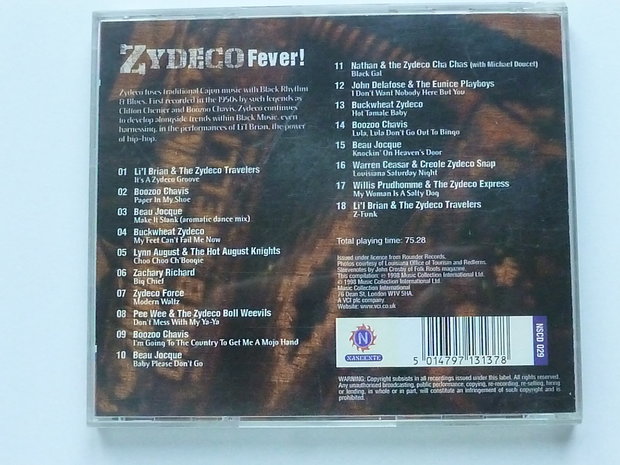 ZYDECO Fever!
Zydeco fuses traditional Cajun music with Black Rhythm
& Blues. First recorded in the 1950s by such legends as
Clifton Chenier and Boozoo Chavis, Zydeco continues
to develop alongside trends within Black Music, even
harnessing, in the performances of Li'l Brian, the power
of hip-hop.
01 Li'l Brian & The Zydeco Travelers
It's A Zydeco Groove
02 Boozoo Chavis
Paper In My Shoe
03 Beau Jocque
Make It Stank (aromatic dance mix)
04 Buckwheat Zydeco
My Feet Can't Fail Me Now
05 Lynn August & The Hot August Knights
Choo Choo Ch'Boogie
06 Zachary Richard
Big Chief
07 Zydeco Force
Modern Waltz
08 Pee Wee & The Zydeco Boll Weevils
Don't Mess With My Ya-Ya
09 Boozoo Chavis
I'm Going To The Country To Get Me A Mojo Hand
10 Beau Jocque
Baby Please Don't Go
11 Nathan & the Zydeco Cha Chas (with Michael Doucet)
Black Gal
12 John Delafose & The Eunice Playboys
I Don't Want Nobody Here But You
13 Buckwheat Zydeco
Hot Tamale Baby
14 Boozoo Chavis
Lula, Lula Don't Go Out To Bingo
15 Beau Jocque
Knockin' On Heaven's Door
16 Warren Ceasar & Creole Zydeco Snap
Louisiana Saturday Night
17 Willis Prudhomme & The Zydeco Express
My Woman Is A Salty Dog
18 Li'l Brian & The Zydeco Travelers
Z-Funk
Total playing time: 75.28
Issued under licence from Rounder Records.
Photos courtesy of Louisiana Office of Tourism and Redferns.
Sleevenotes by John Crosby of Folk Roots magazine.
This compilation: ℗ 1998 Music Collection International Ltd.
© 1998 Music Collection International Ltd.
Music Collection International
76 Dean St, London W1V 5HA.
A VCI plc company
Website: www.vci.co.uk
N
NASCENTE
5 014797 131378
NSCD 029
WARNING: Copyright subsists in all recordings issued under this label. All rights reserved.
Any unauthorised broadcasting, public performance, copying, re-recording, re-selling, hiring
or lending, in whole or in part, will constitute an infringement of such copyright and is
prohibited.